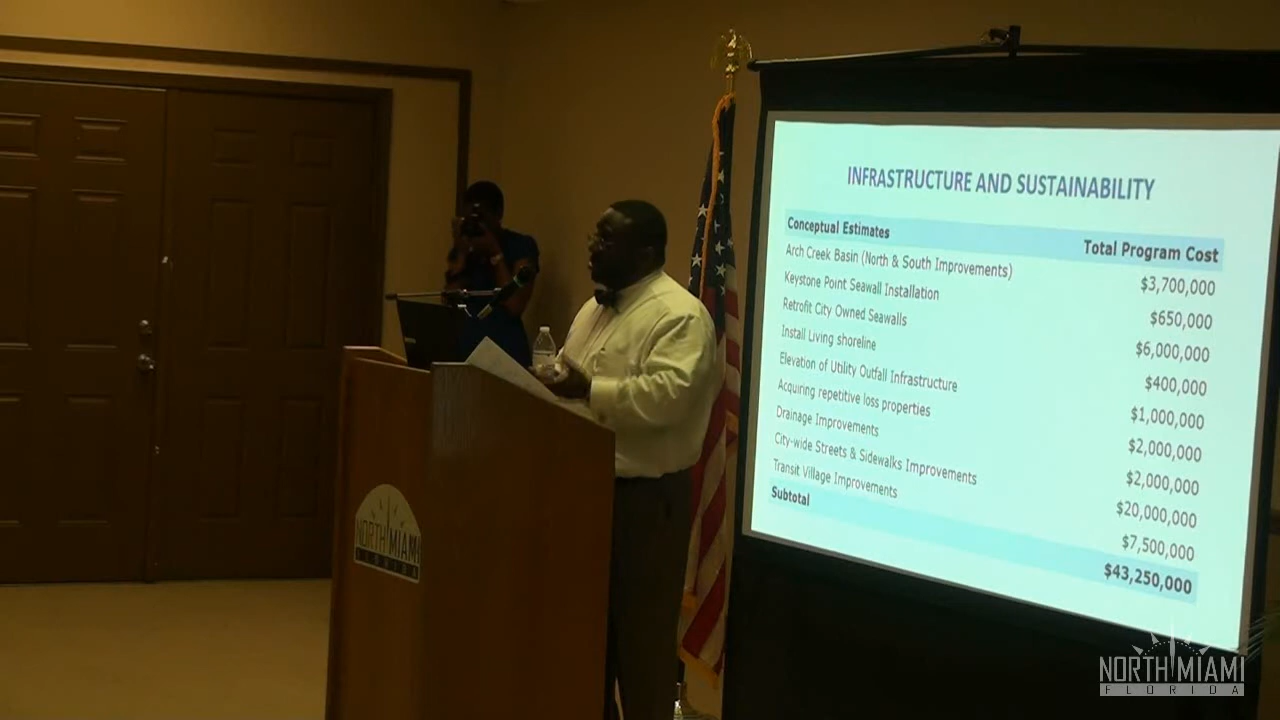 INFRASTRUCTURE AND SUSTAINABILITY
Conceptual Estimates Total Program Cost
Arch Creek Basin (North & South Improvements) $3,700,000
Keystone Point Seawall Installation $650,000
Retrofit City Owned Seawalls $6,000,000
Install Living shoreline $400,000
Elevation of Utility Outfall Infrastructure $1,000,000
Acquiring repetitive loss properties $2,000,000
Drainage Improvements $2,000,000
City-wide Streets & Sidewalks Improvements $20,000,000
Transit Village Improvements $7,500,000
Subtotal $43,250,000
NORTH MIAMI
FLORIDA
NORTH MIAMI
FLORIDA